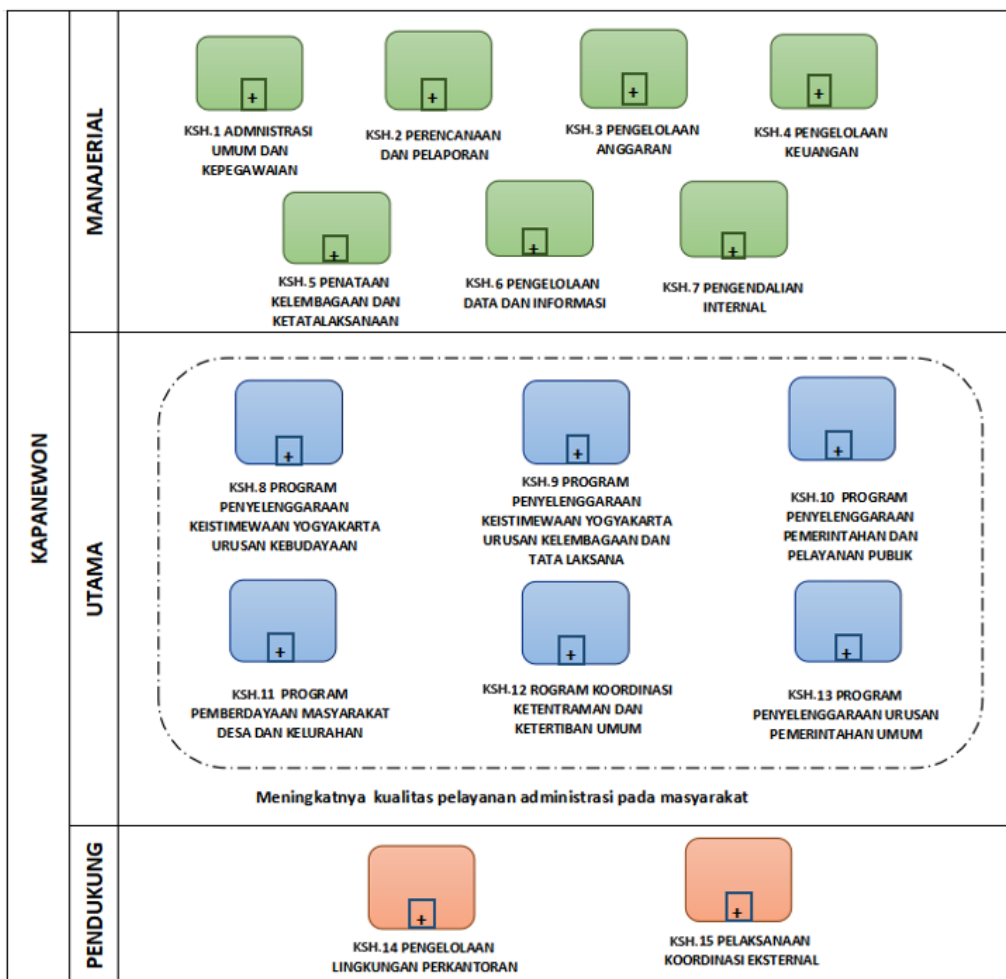 KAPANEWON
MANAJERIAL
KSH.1 ADMNISTRASI
UMUM DAN
KEPEGAWAIAN
KSH.2 PERENCANAAN
DAN PELAPORAN
KSH.3 PENGELOLAAN
ANGGARAN
KSH.4 PENGELOLAAN
KEUANGAN
KSH.5 PENATAAN
KELEMBAGAAN DAN
KETATALAKSANAAN
KSH.6 PENGELOLAAN
DATA DAN INFORMASI
KSH.7 PENGENDALIAN
INTERNAL
UTAMA
KSH.8 PROGRAM
PENYELENGGARAAN
KEISTIMEWAAN YOGYAKARTA
URUSAN KEBUDAYAAN
KSH.9 PROGRAM
PENYELENGGARAAN
KEISTIMEWAAN YOGYAKARTA
URUSAN KELEMBAGAAN DAN
TATA LAKSANA
KSH.10 PROGRAM
PENYELENGGARAAN
PEMERINTAHAN DAN
PELAYANAN PUBLIK
KSH.11 PROGRAM
PEMBERDAYAAN MASYARAKAT
DESA DAN KELURAHAN
KSH.12 ROGRAM KOORDINASI
KETENTRAMAN DAN
KETERTIBAN UMUM
KSH.13 PROGRAM
PENYELENGGARAAN URUSAN
PEMERINTAHAN UMUM
Meningkatnya kualitas pelayanan administrasi pada masyarakat
PENDUKUNG
KSH.14 PENGELOLAAN
LINGKUNGAN PERKANTORAN
KSH.15 PELAKSANAAN
KOORDINASI EKSTERNAL